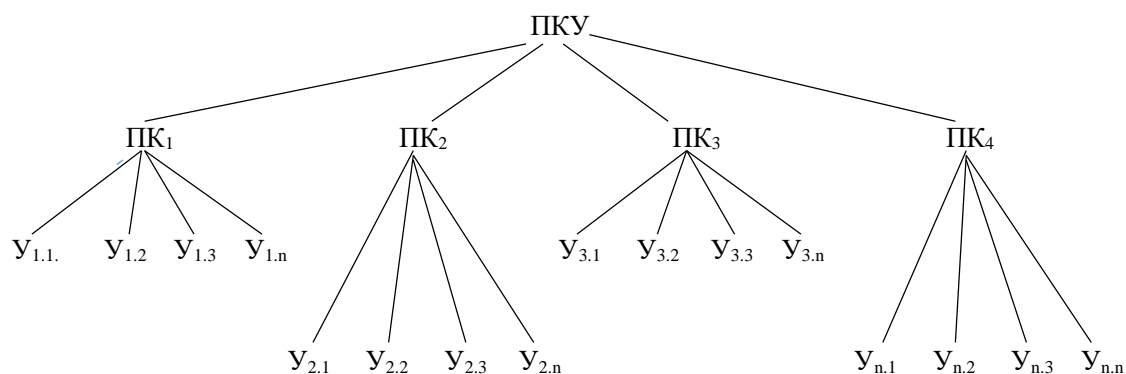 ПКУ
ПК₁ ПК₂ ПК₃ ПК₄
У₁.₁. У₁.₂ У₁.₃ У₁.ₙ У₃.₁ У₃.₂ У₃.₃ У₃.ₙ
У₂.₁ У₂.₂ У₂.₃ У₂.ₙ Уₙ.₁ Уₙ.₂ Уₙ.₃ Уₙ.ₙ